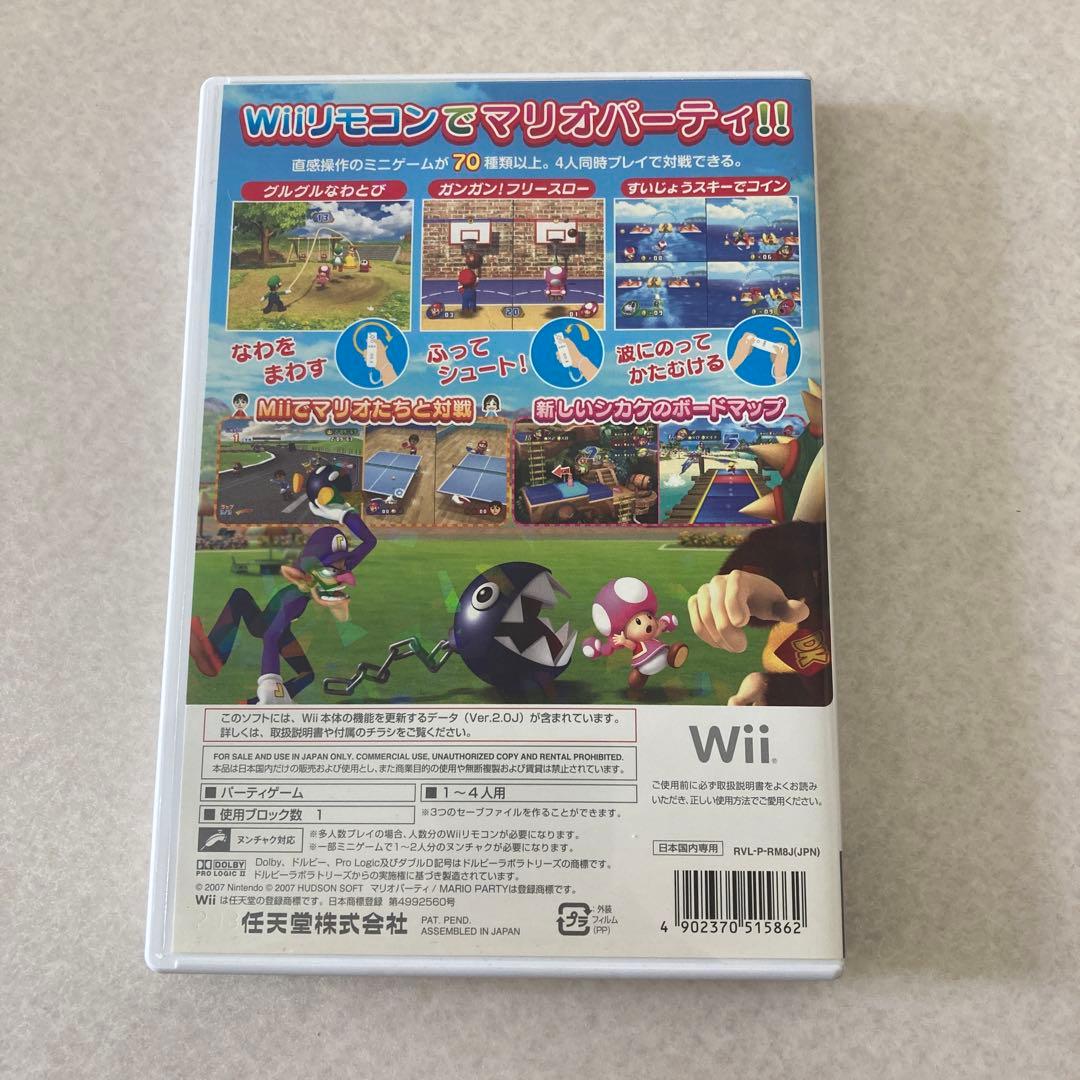 Wiiリモコンでマリオパーティ!!
直感操作のミニゲームが70種類以上。4人同時プレイで対戦できる。
グルグルなわとび
ガンガン!フリースロー
すいじょうスキーでコイン
13
03
20
01
なわを
まわす
ふって
シュート!
波にのって
かたむける
Miiでマリオたちと対戦
新しいシカケのボードマップ
DK
このソフトには、Wii本体の機能を更新するデータ(Ver.2.0J)が含まれています。
詳しくは、取扱説明書や付属のチラシをご覧ください。
Wii
FOR SALE AND USE IN JAPAN ONLY. COMMERCIAL USE, UNAUTHORIZED COPY AND RENTAL PROHIBITED.
本品は日本国内だけの販売および使用とし、また商業目的の使用や無断複製および賃貸は禁止されています。
ご使用前に必ず取扱説明書をよくお読み
いただき、正しい使用方法でご愛用ください。
■ パーティゲーム
■ 1〜4人用
■ 使用ブロック数 1
※3つのセーブファイルを作ることができます。
ヌンチャク対応
※多人数プレイの場合、人数分のWiiリモコンが必要になります。
※一部ミニゲームで1〜2人分のヌンチャクが必要になります。
日本国内専用
RVL-P-RM8J(JPN)
DOLBY
PRO LOGIC II
Dolby、ドルビー、Pro Logic及びダブルD記号はドルビーラボラトリーズの商標です。
ドルビーラボラトリーズからの実施権に基づき製造されています。
© 2007 Nintendo © 2007 HUDSON SOFT マリオパーティ / MARIO PARTYは登録商標です。
Wii は任天堂の登録商標です。日本商標登録 第4992560号
任天堂株式会社
PAT. PEND.
ASSEMBLED IN JAPAN
プラ
:外装
フィルム
(PP)
4 902370 515862